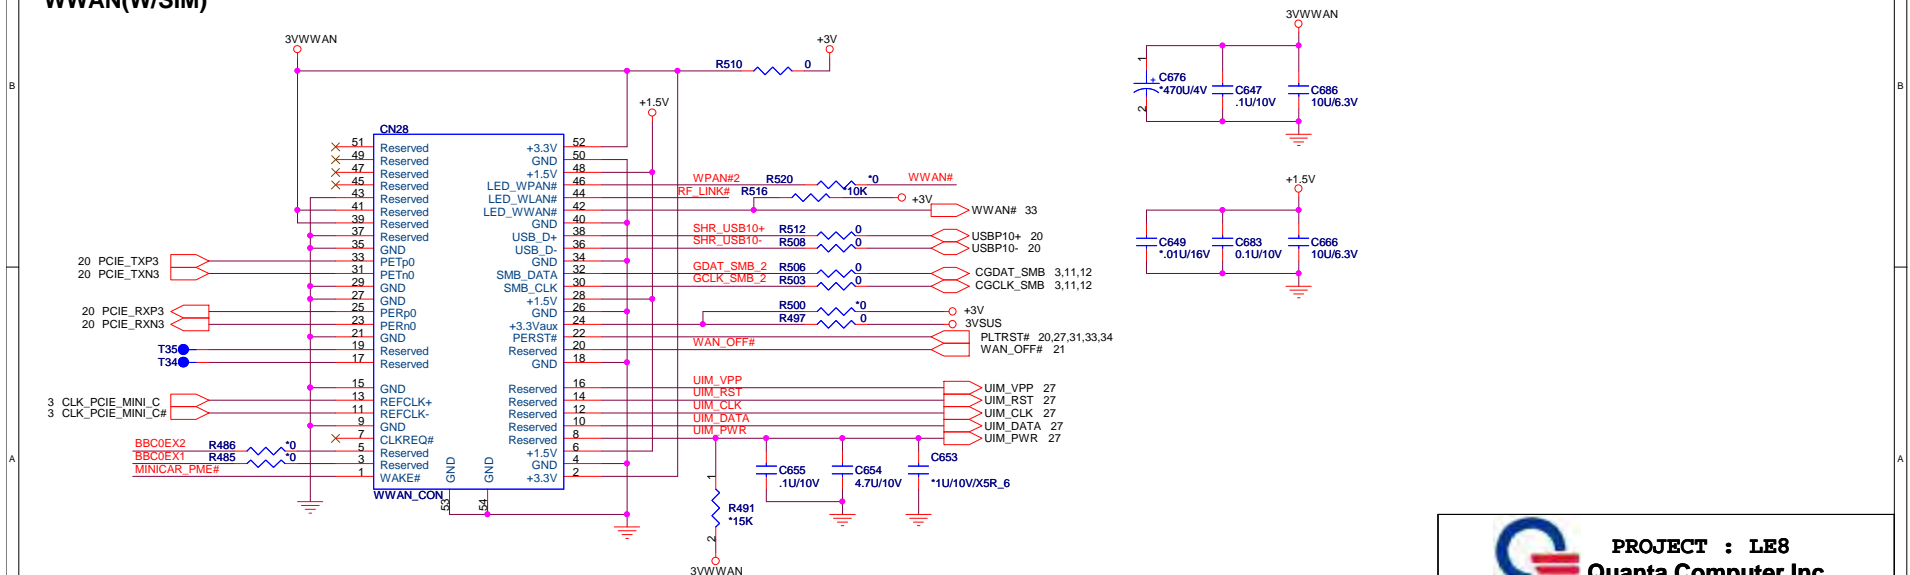 WWAN(W/SIM)
3VWWAN
R510 0
+3V
+1.5V
CN28
51 Reserved +3.3V 52
49 Reserved GND 50
47 Reserved +1.5V 48
45 Reserved LED_WPAN# 46 WPAN#2 R520 *0 WWAN#
43 Reserved LED_WLAN# 44 RF_LINK# R516 *10K +3V
41 Reserved LED_WWAN# 42 WWAN# 33
39 Reserved GND 40
37 Reserved USB_D+ 38 SHR_USB10+ R512 0 USBP10+ 20
35 GND USB_D- 36 SHR_USB10- R508 0 USBP10- 20
20 PCIE_TXP3 33 PETp0 GND 34
20 PCIE_TXN3 31 PETn0 SMB_DATA 32 GDAT_SMB_2 R506 0 CGDAT_SMB 3,11,12
29 GND SMB_CLK 30 GCLK_SMB_2 R503 0 CGCLK_SMB 3,11,12
27 GND +1.5V 28
20 PCIE_RXP3 25 PERp0 GND 26 R500 *0 +3V
20 PCIE_RXN3 23 PERn0 +3.3Vaux 24 R497 0 3VSUS
21 GND PERST# 22 PLTRST# 20,27,31,33,34
T35 19 Reserved Reserved 20 WAN_OFF# WAN_OFF# 21
T34 17 Reserved GND 18
15 GND Reserved 16 UIM_VPP UIM_VPP 27
3 CLK_PCIE_MINI_C 13 REFCLK+ Reserved 14 UIM_RST UIM_RST 27
3 CLK_PCIE_MINI_C# 11 REFCLK- Reserved 12 UIM_CLK UIM_CLK 27
9 GND Reserved 10 UIM_DATA UIM_DATA 27
7 CLKREQ# Reserved 8 UIM_PWR UIM_PWR 27
BBC0EX2 R486 *0 5 Reserved +1.5V 6
BBC0EX1 R485 *0 3 Reserved GND 4
MINICAR_PME# 1 WAKE# +3.3V 2
GND GND
53 54
WWAN_CON
1
R491
*15K
2
3VWWAN
C655
.1U/10V
C654
4.7U/10V
C653
*1U/10V/X5R_6
3VWWAN
1
+
2
C676
*470U/4V
C647
.1U/10V
C686
10U/6.3V
+1.5V
C649
*.01U/16V
C683
0.1U/10V
C666
10U/6.3V
B
B
A
A
PROJECT : LE8
Quanta Computer Inc